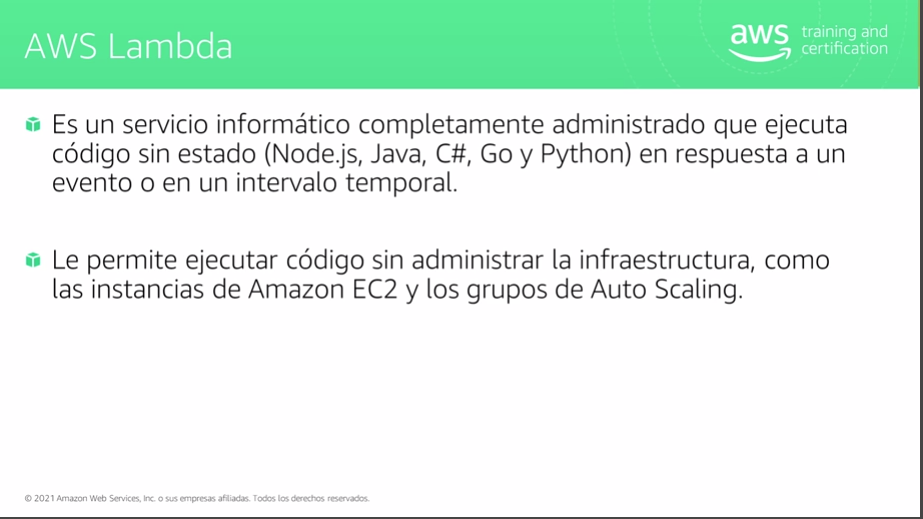 AWS Lambda
aws training and
certification
Es un servicio informático completamente administrado que ejecuta
código sin estado (Node.js, Java, C#, Go y Python) en respuesta a un
evento o en un intervalo temporal.
Le permite ejecutar código sin administrar la infraestructura, como
las instancias de Amazon EC2 y los grupos de Auto Scaling.
© 2021 Amazon Web Services, Inc. o sus empresas afiliadas. Todos los derechos reservados.